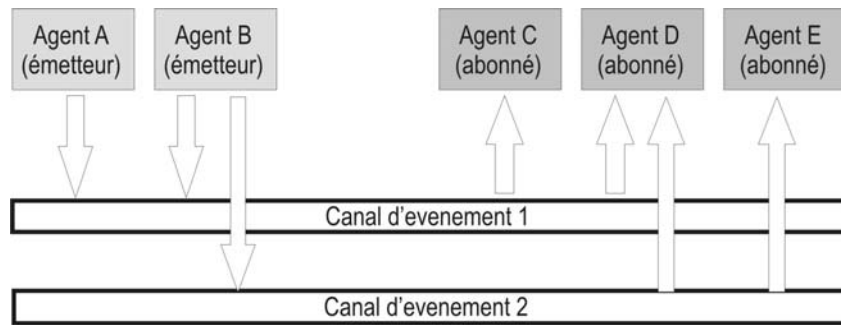 Agent A
(émetteur)
Agent B
(émetteur)
Agent C
(abonné)
Agent D
(abonné)
Agent E
(abonné)
Canal d'evenement 1
Canal d'evenement 2